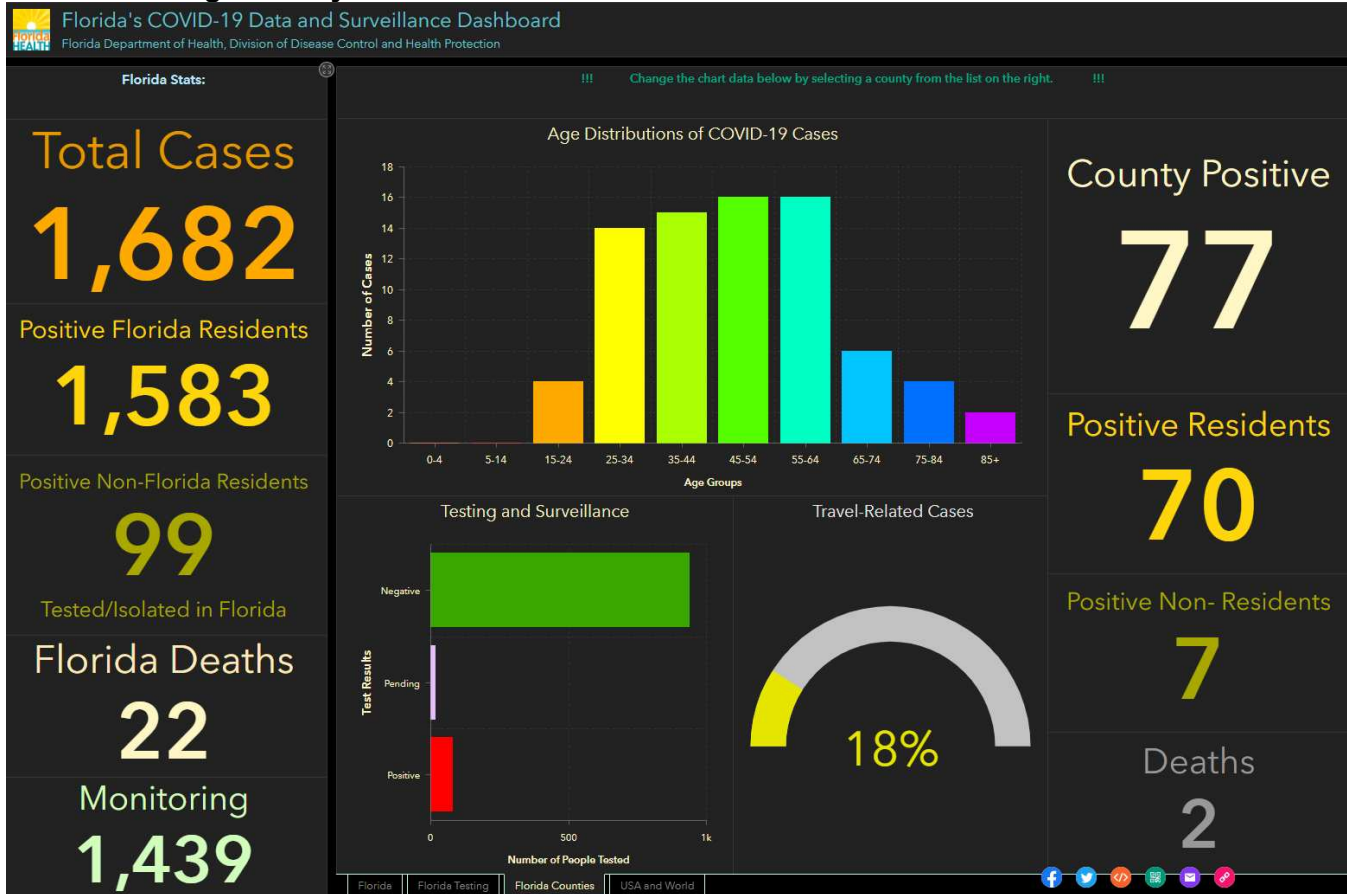 Florida's COVID-19 Data and Surveillance Dashboard
Florida Department of Health, Division of Disease Control and Health Protection
Florida
HEALTH
Florida Stats:
Total Cases
1,682
Positive Florida Residents
1,583
Positive Non-Florida Residents
99
Tested/Isolated in Florida
Florida Deaths
22
Monitoring
1,439
!!! Change the chart data below by selecting a county from the list on the right. !!!
Age Distributions of COVID-19 Cases
Number of Cases
18
16
14
12
10
8
6
4
2
0
0-4 5-14 15-24 25-34 35-44 45-54 55-64 65-74 75-84 85+
Age Groups
Testing and Surveillance
Test Results
Negative
Pending
Positive
0 500 1k
Number of People Tested
Travel-Related Cases
18%
County Positive
77
Positive Residents
70
Positive Non- Residents
7
Deaths
2
Florida Florida Testing Florida Counties USA and World